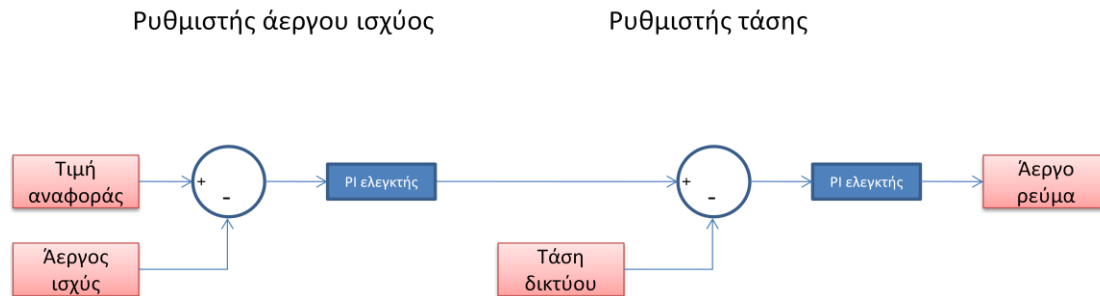 Ρυθμιστής άεργου ισχύος
Ρυθμιστής τάσης
Τιμή
αναφοράς
+
-
PI ελεγκτής
+
-
PI ελεγκτής
Άεργο
ρεύμα
Άεργος
ισχύς
Τάση
δικτύου